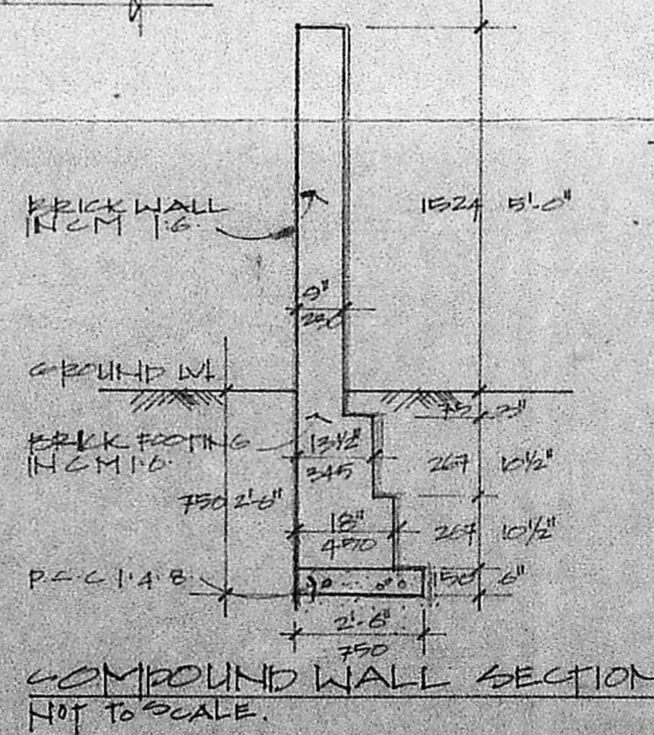 1524 5'-0"
BRICK WALL
IN CM 1:6.
9"
230
GROUND LVL
75 3"
BRICK FOOTING
IN CM 1:6.
13½"
345
267 10½"
750 2'-6"
18"
450
267 10½"
P.C.C 1:4:8.
150 6"
2'-6"
750
COMPOUND WALL SECTION
NOT TO SCALE.